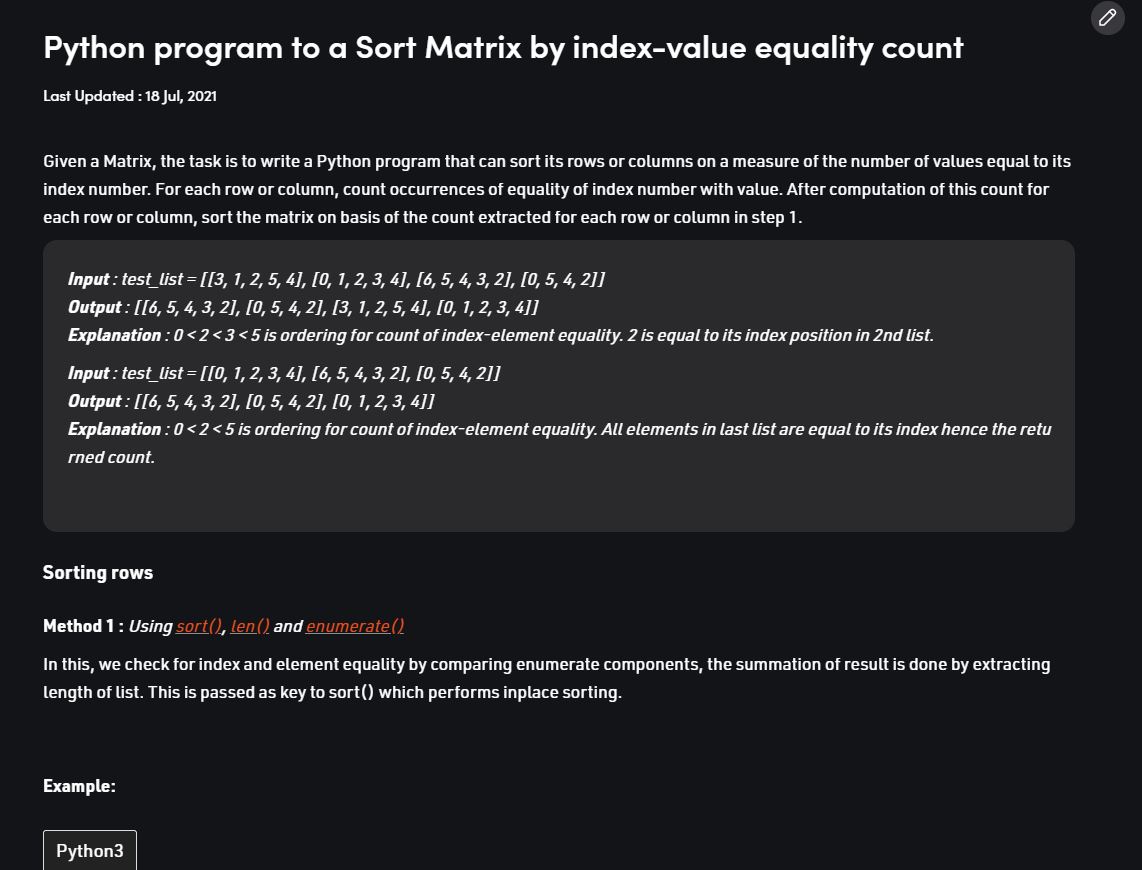 Python program to a Sort Matrix by index-value equality count
Last Updated : 18 Jul, 2021
Given a Matrix, the task is to write a Python program that can sort its rows or columns on a measure of the number of values equal to its
index number. For each row or column, count occurrences of equality of index number with value. After computation of this count for
each row or column, sort the matrix on basis of the count extracted for each row or column in step 1.
Input : test_list = [[3, 1, 2, 5, 4], [0, 1, 2, 3, 4], [6, 5, 4, 3, 2], [0, 5, 4, 2]]
Output : [[6, 5, 4, 3, 2], [0, 5, 4, 2], [3, 1, 2, 5, 4], [0, 1, 2, 3, 4]]
Explanation : 0 < 2 < 3 < 5 is ordering for count of index-element equality. 2 is equal to its index position in 2nd list.
Input : test_list = [[0, 1, 2, 3, 4], [6, 5, 4, 3, 2], [0, 5, 4, 2]]
Output : [[6, 5, 4, 3, 2], [0, 5, 4, 2], [0, 1, 2, 3, 4]]
Explanation : 0 < 2 < 5 is ordering for count of index-element equality. All elements in last list are equal to its index hence the retu
rned count.
Sorting rows
Method 1 : Using sort(), len() and enumerate()
In this, we check for index and element equality by comparing enumerate components, the summation of result is done by extracting
length of list. This is passed as key to sort() which performs inplace sorting.
Example:
Python3